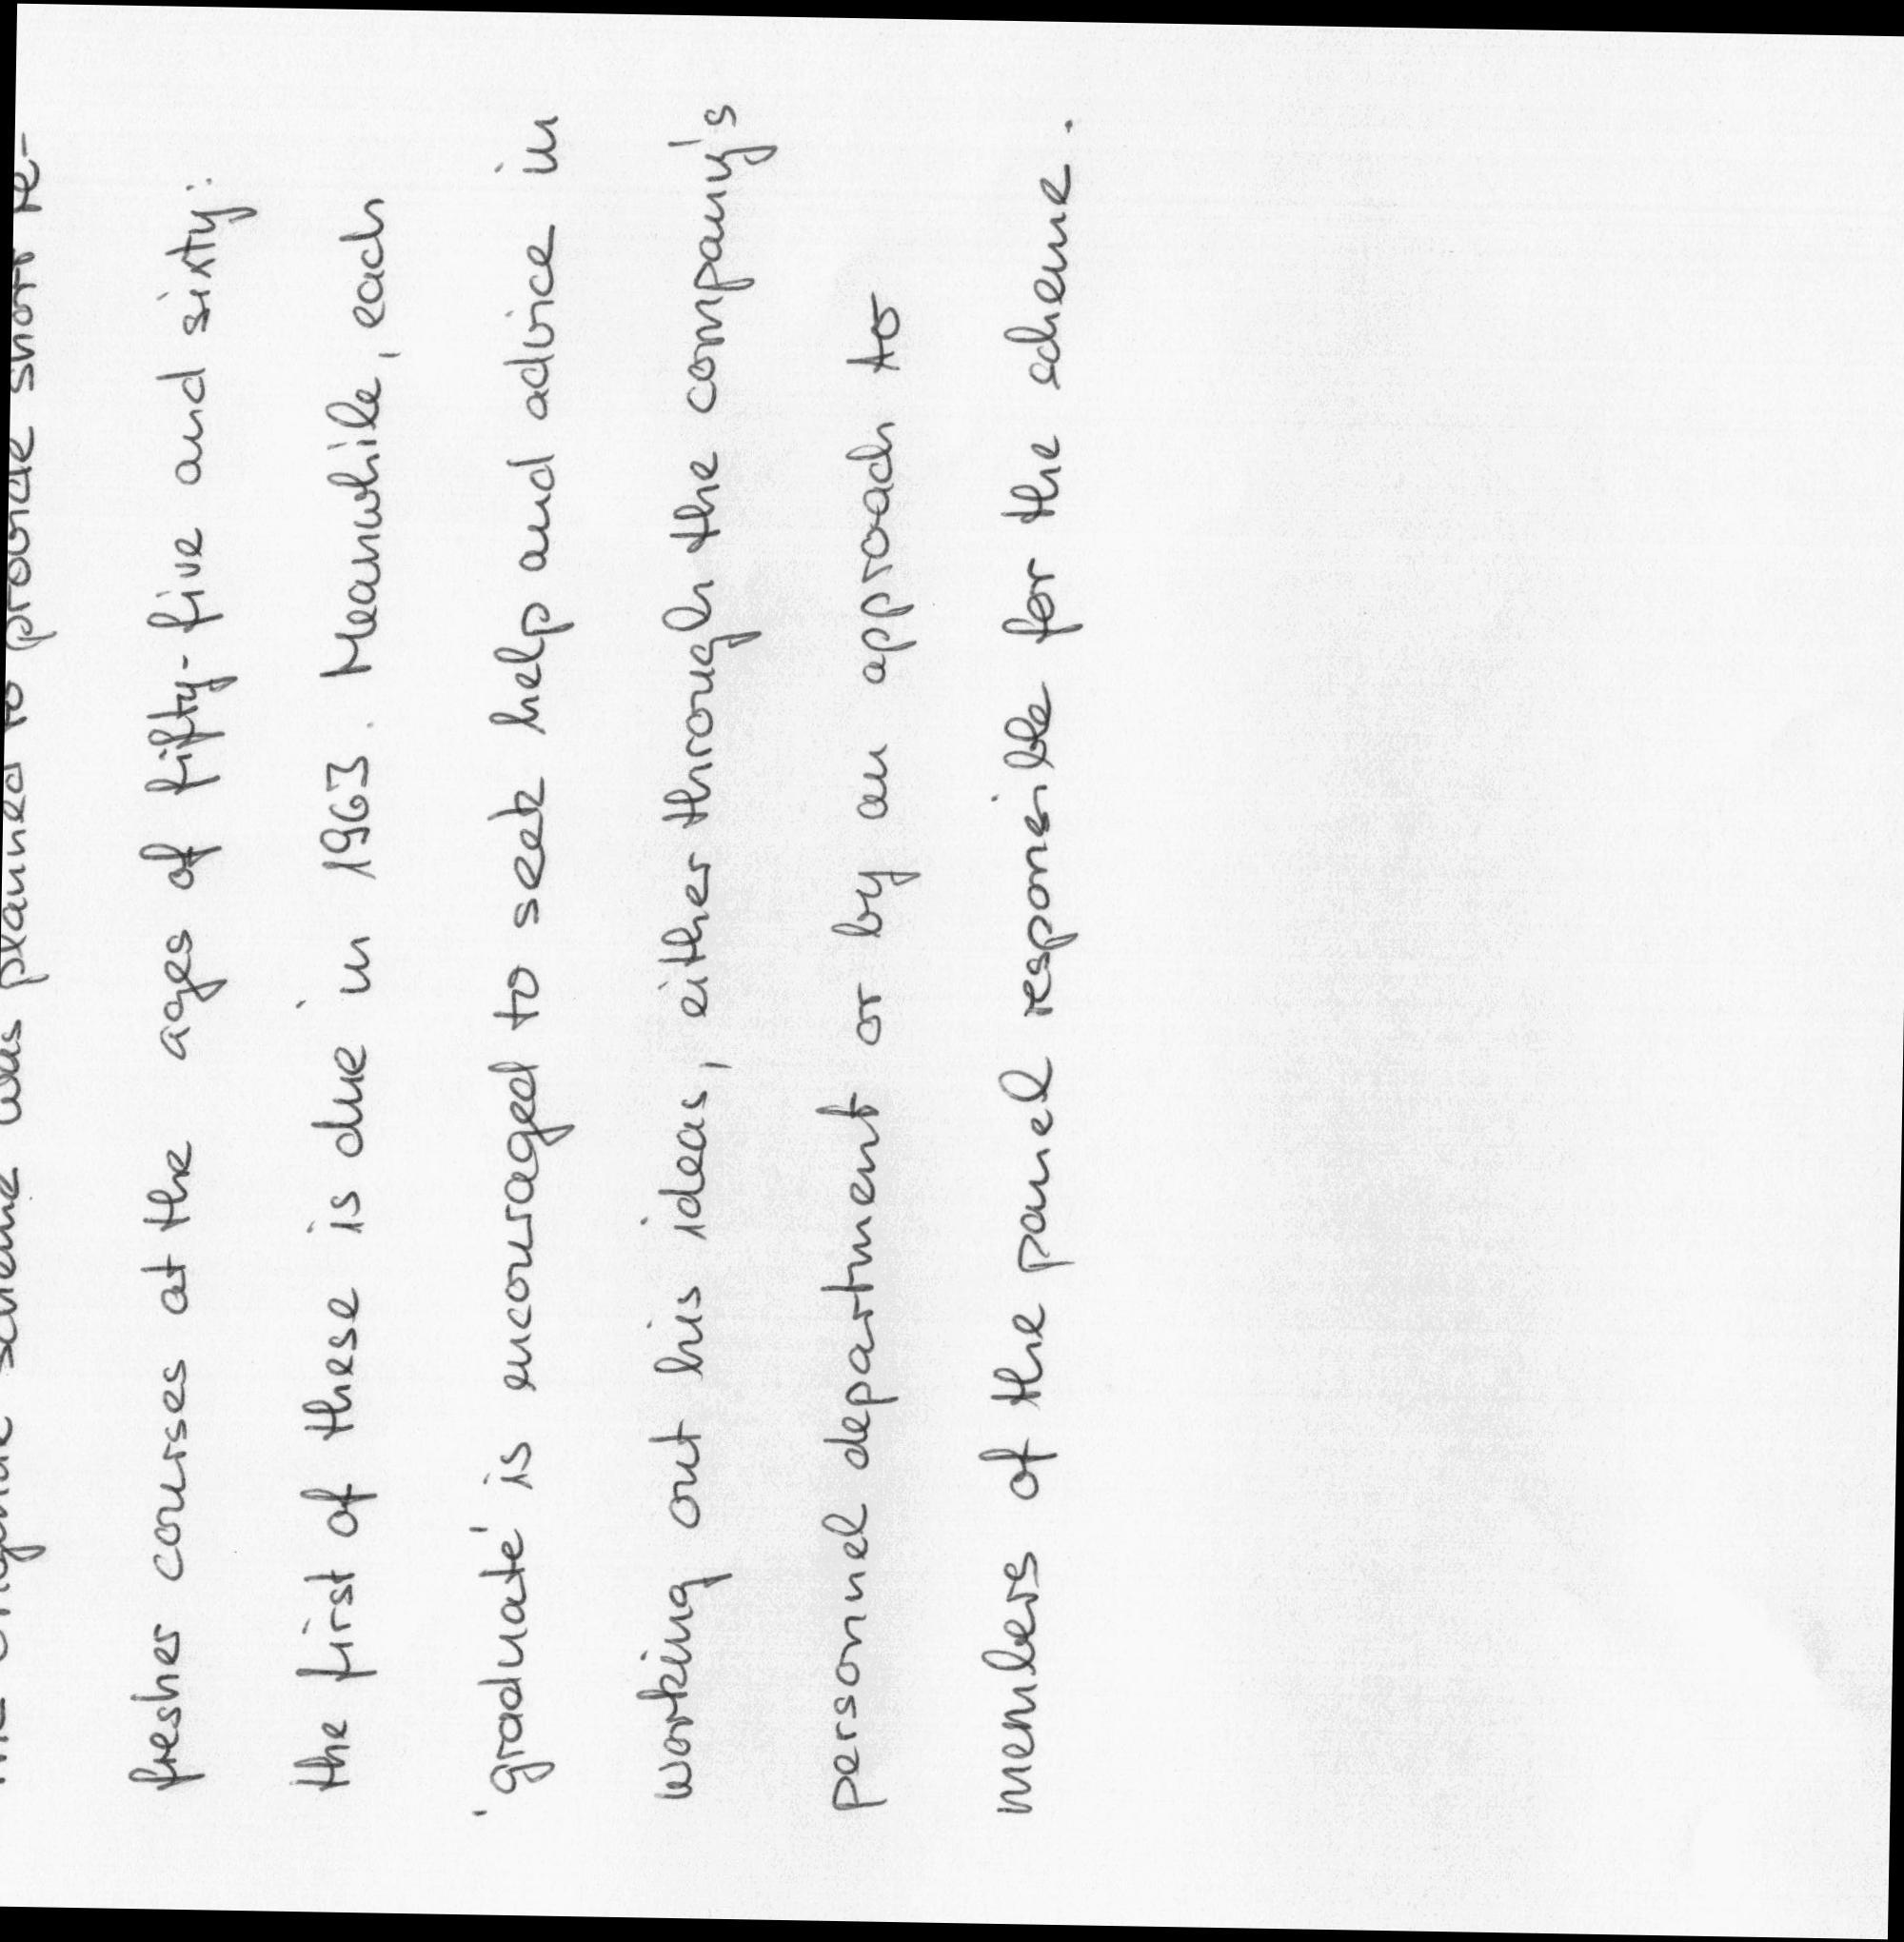 The original scheme was planned to provide short re-
fresher courses at the ages of fifty-five and sixty:
the first of these is due in 1963. Meanwhile, each
'graduate' is encouraged to seek help and advice in
working out his ideas, either through the company's
personnel department or by an approach to
members of the panel responsible for the scheme.